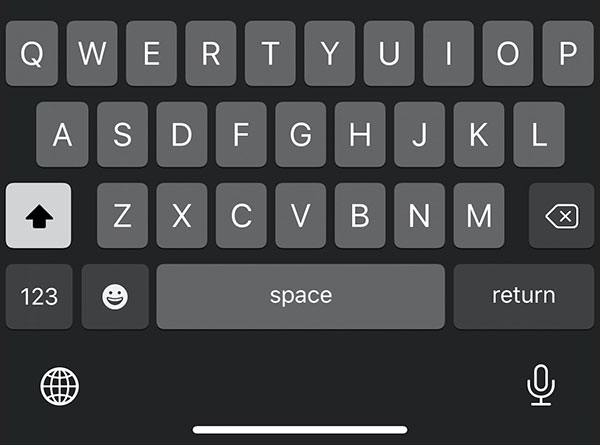 Q W E R T Y U I O P
A S D F G H J K L
Z X C V B N M
123 space return